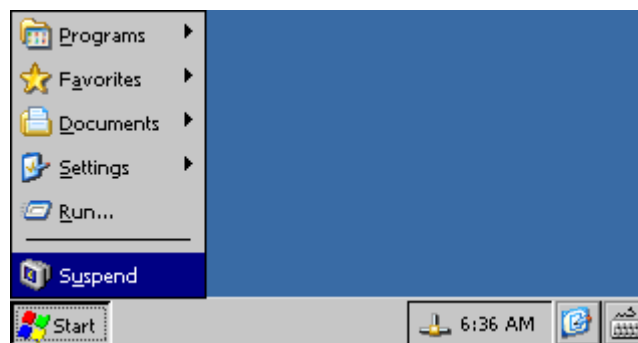 Programs
Favorites
Documents
Settings
Run...
Suspend
Start
6:36 AM